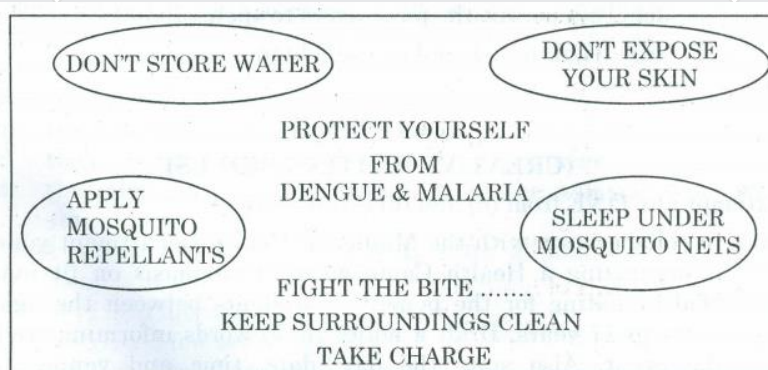 DON'T STORE WATER
DON'T EXPOSE
YOUR SKIN
PROTECT YOURSELF
FROM
DENGUE & MALARIA
APPLY
MOSQUITO
REPELLANTS
SLEEP UNDER
MOSQUITO NETS
FIGHT THE BITE..........
KEEP SURROUNDINGS CLEAN
TAKE CHARGE